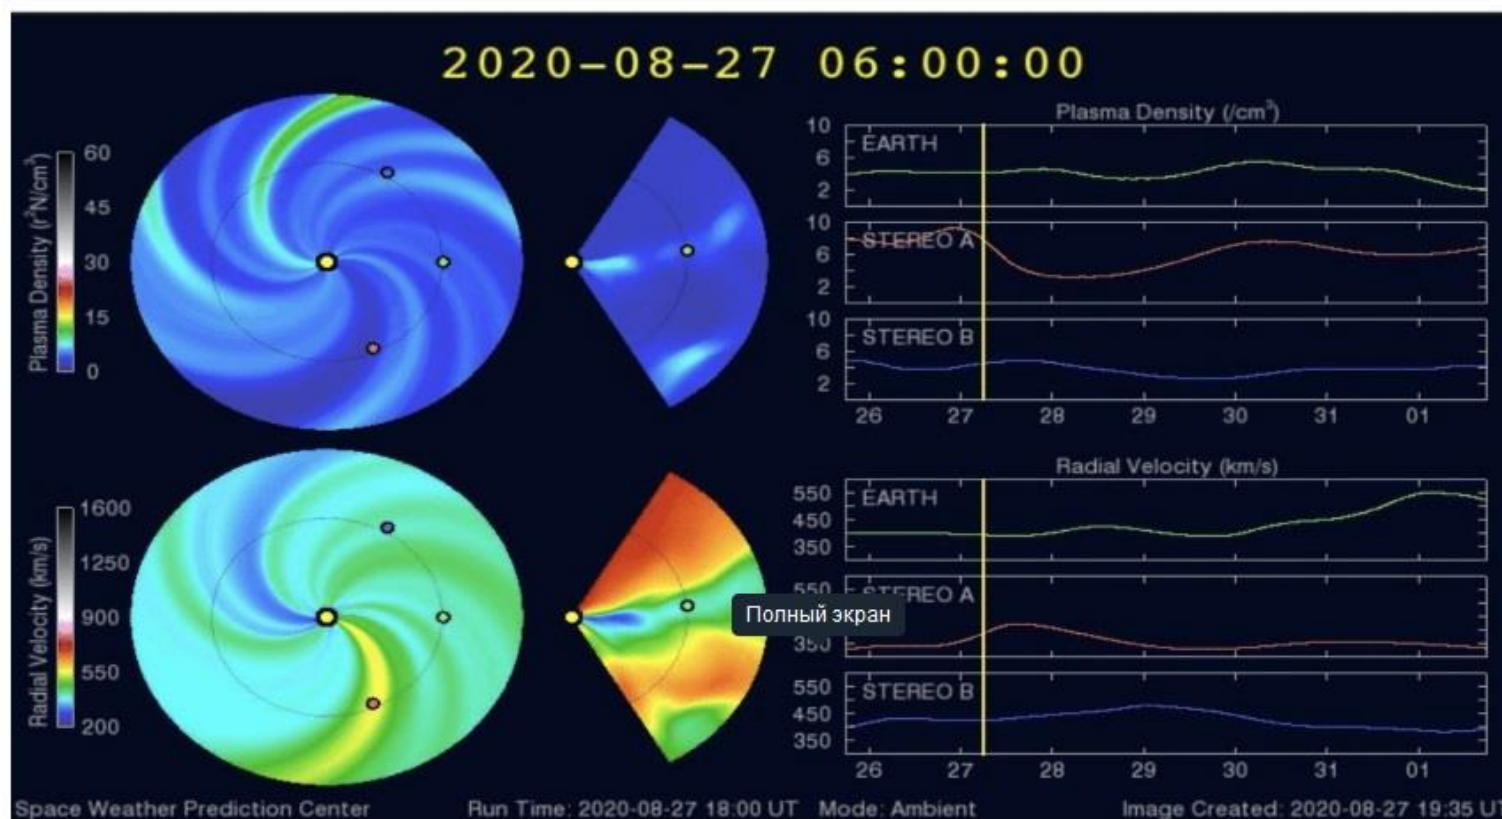 2020-08-27 06:00:00
Plasma Density (r²N/cm³)
60
45
30
15
0
Plasma Density (/cm³)
10
6
2
EARTH
10
6
2
STEREO A
10
6
2
STEREO B
26 27 28 29 30 31 01
Radial Velocity (km/s)
1600
1250
900
550
200
Radial Velocity (km/s)
550
450
350
EARTH
550
350
STEREO A
Полный экран
550
450
350
STEREO B
26 27 28 29 30 31 01
Space Weather Prediction Center Run Time: 2020-08-27 18:00 UT Mode: Ambient Image Created: 2020-08-27 19:35 UT